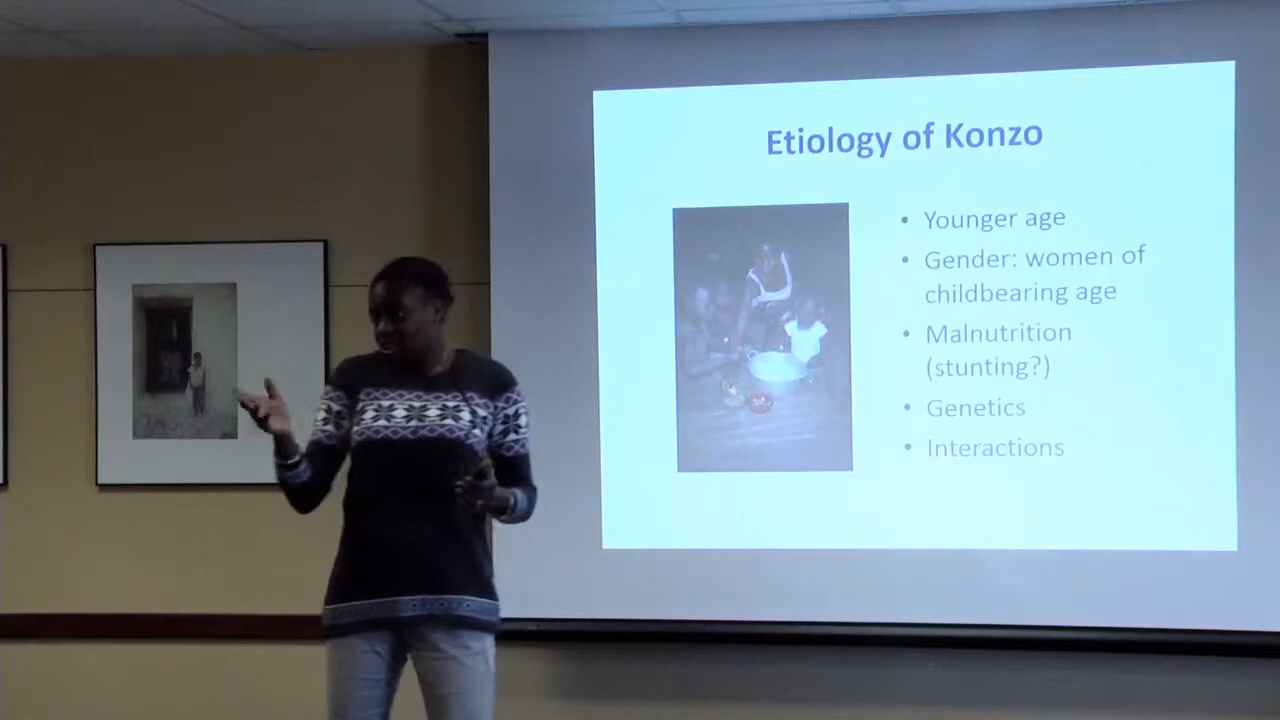 Etiology of Konzo
• Younger age
• Gender: women of
childbearing age
• Malnutrition
(stunting?)
• Genetics
• Interactions